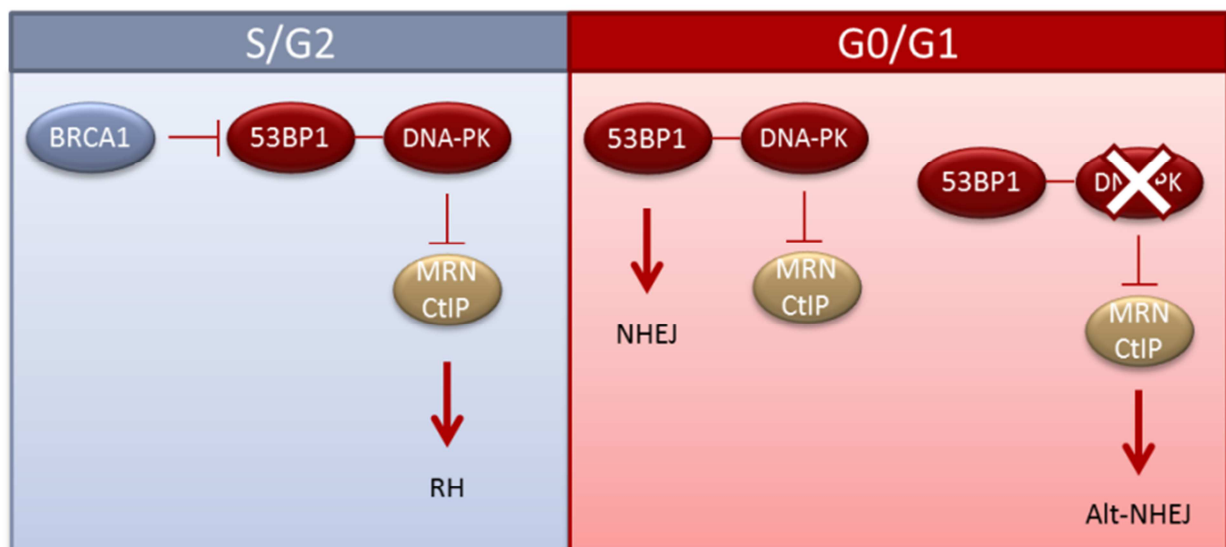 S/G2
G0/G1
BRCA1
53BP1
DNA-PK
MRN
CtIP
RH
53BP1
DNA-PK
NHEJ
MRN
CtIP
53BP1
MRN
CtIP
Alt-NHEJ